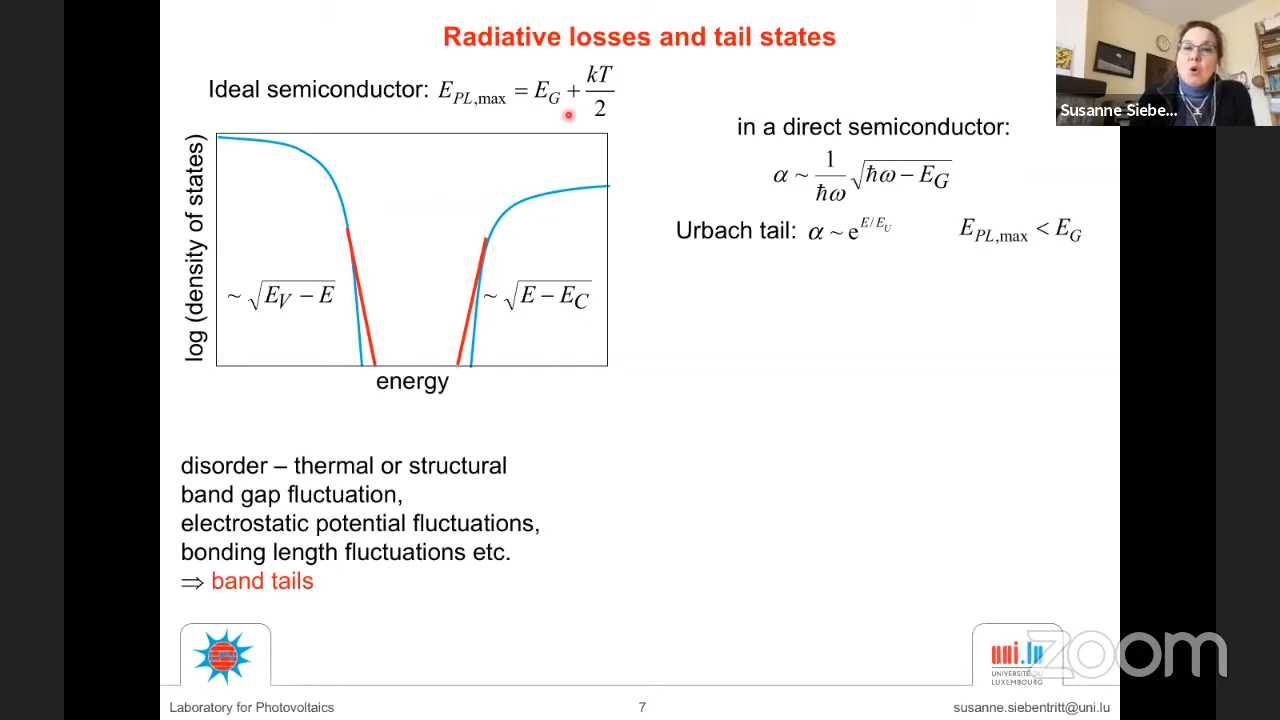 Radiative losses and tail states
Ideal semiconductor: E_PL,max = E_G + kT/2
log (density of states)
~ √(E_V − E)
~ √(E − E_C)
energy
in a direct semiconductor:
α ~ 1/ħω √(ħω − E_G)
Urbach tail: α ~ e^(E/E_U)
E_PL,max < E_G
disorder – thermal or structural
band gap fluctuation,
electrostatic potential fluctuations,
bonding length fluctuations etc.
⇒ band tails
Susanne Siebe...
uni.lu
UNIVERSITÉ DU
LUXEMBOURG
zoom
Laboratory for Photovoltaics
7
susanne.siebentritt@uni.lu